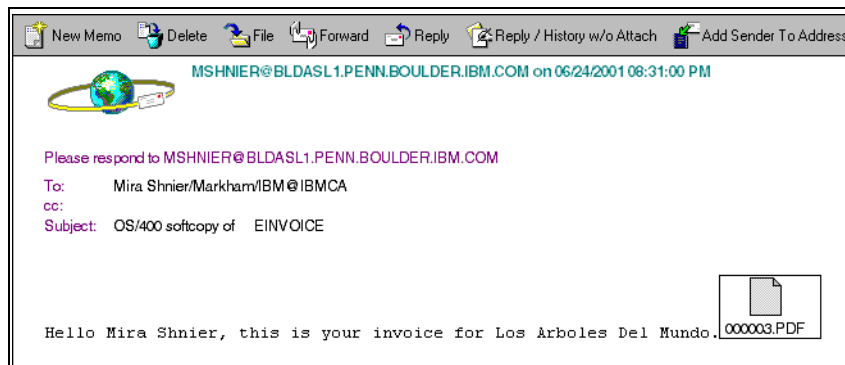 New Memo Delete File Forward Reply Reply / History w/o Attach Add Sender To Address
MSHNIER@BLDASL1.PENN.BOULDER.IBM.COM on 06/24/2001 08:31:00 PM
Please respond to MSHNIER@BLDASL1.PENN.BOULDER.IBM.COM
To: Mira Shnier/Markham/IBM@IBMCA
cc:
Subject: OS/400 softcopy of EINVOICE
Hello Mira Shnier, this is your invoice for Los Arboles Del Mundo. 000003.PDF